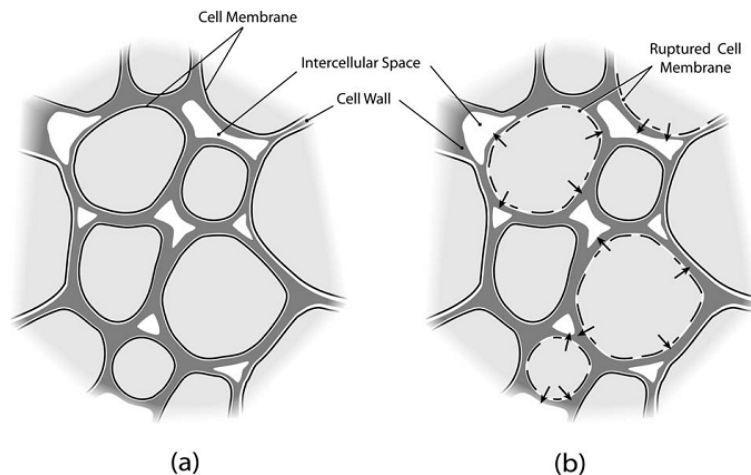 Cell Membrane
Intercellular Space
Cell Wall
Ruptured Cell
Membrane
(a)
(b)